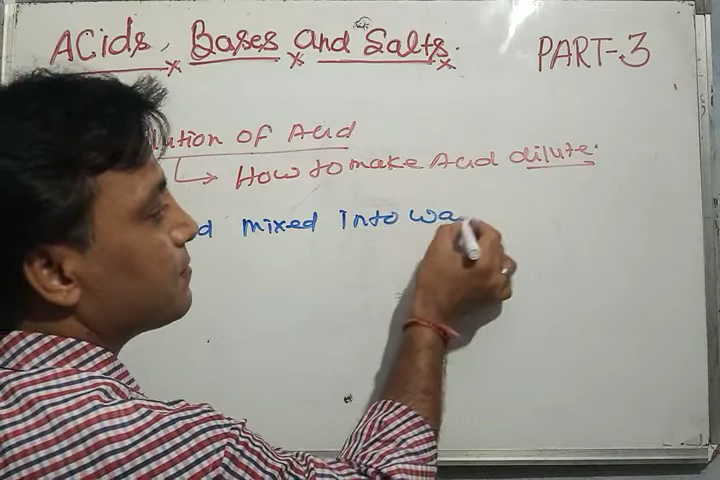 Acids, Bases and Salts.
PART-3
lution of Acid
How to make Acid dilute.
d mixed into wa